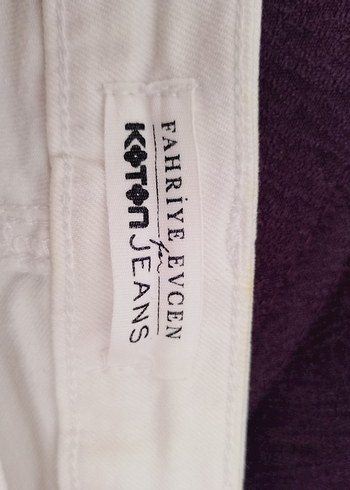 FAHRİYE EVCEN
for
KOTON JEANS